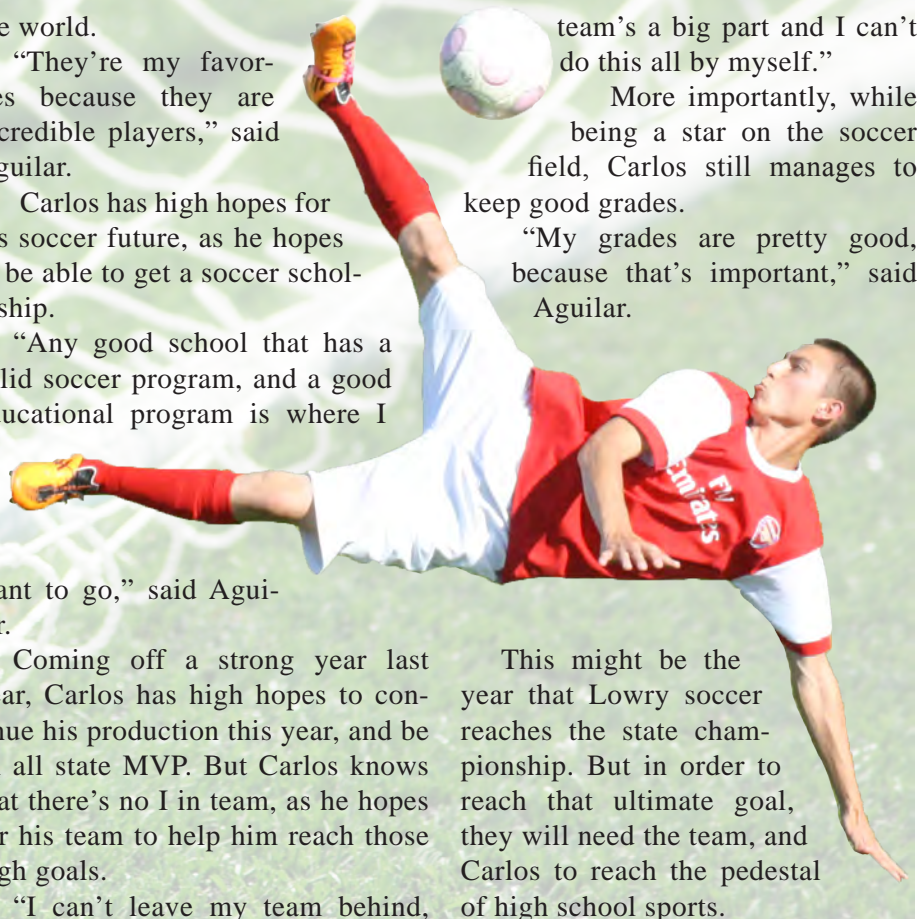 e world.
“They’re my favor-
es because they are
credible players,” said
guilar.
Carlos has high hopes for
s soccer future, as he hopes
be able to get a soccer schol-
ship.
“Any good school that has a
lid soccer program, and a good
ucational program is where I
ant to go,” said Agui-
r.
Coming off a strong year last
ar, Carlos has high hopes to con-
nue his production this year, and be
all state MVP. But Carlos knows
at there’s no I in team, as he hopes
r his team to help him reach those
gh goals.
“I can’t leave my team behind,
team’s a big part and I can’t
do this all by myself.”
More importantly, while
being a star on the soccer
field, Carlos still manages to
keep good grades.
“My grades are pretty good,
because that’s important,” said
Aguilar.
Fly
Emirates
This might be the
year that Lowry soccer
reaches the state cham-
pionship. But in order to
reach that ultimate goal,
they will need the team, and
Carlos to reach the pedestal
of high school sports.